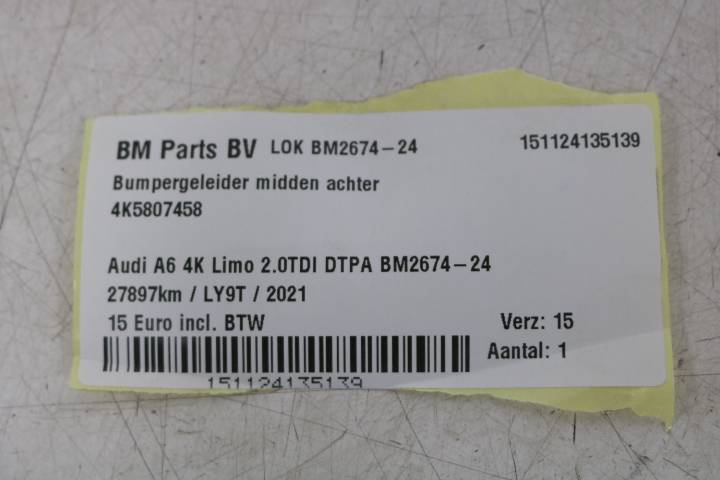 BM Parts BV LOK BM2674-24 151124135139
Bumpergeleider midden achter
4K5807458
Audi A6 4K Limo 2.0TDI DTPA BM2674-24
27897km / LY9T / 2021
15 Euro incl. BTW Verz: 15
Aantal: 1
151124135139